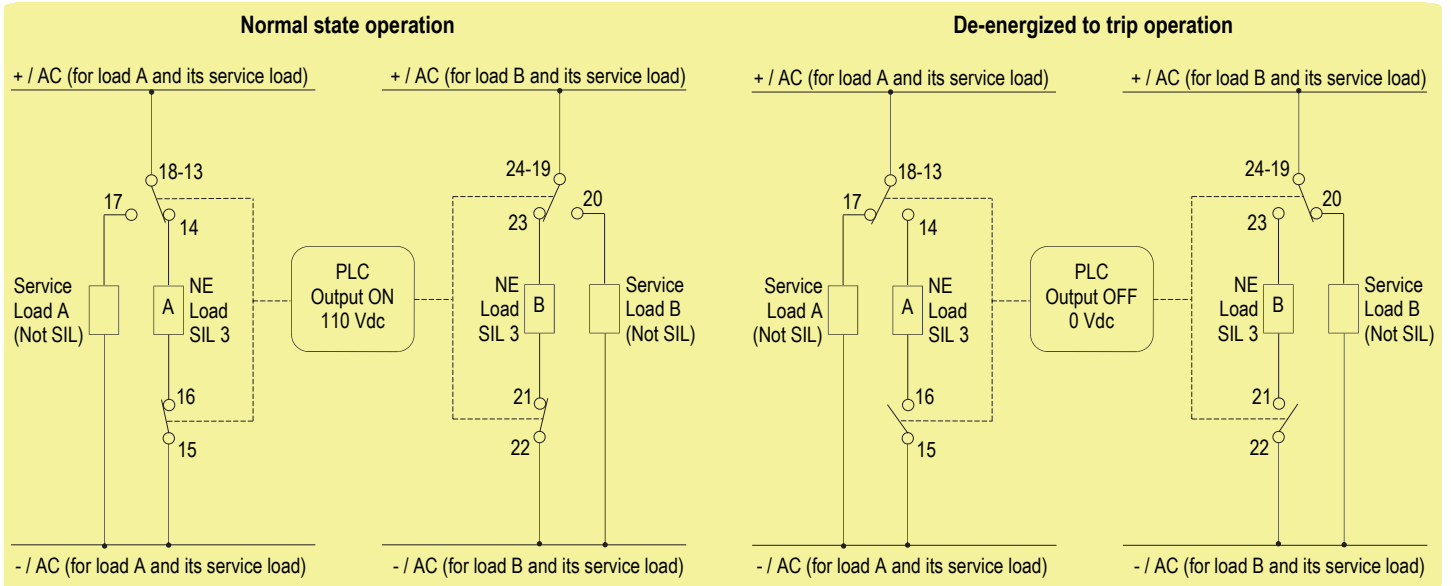 Normal state operation
+ / AC (for load A and its service load)
+ / AC (for load B and its service load)
18-13
17
14
Service
Load A
(Not SIL)
A
NE
Load
SIL 3
16
15
PLC
Output ON
110 Vdc
24-19
20
23
NE
Load
SIL 3
B
Service
Load B
(Not SIL)
21
22
- / AC (for load A and its service load)
- / AC (for load B and its service load)
De-energized to trip operation
+ / AC (for load A and its service load)
+ / AC (for load B and its service load)
18-13
17
14
Service
Load A
(Not SIL)
A
NE
Load
SIL 3
16
15
PLC
Output OFF
0 Vdc
24-19
20
23
NE
Load
SIL 3
B
Service
Load B
(Not SIL)
21
22
- / AC (for load A and its service load)
- / AC (for load B and its service load)